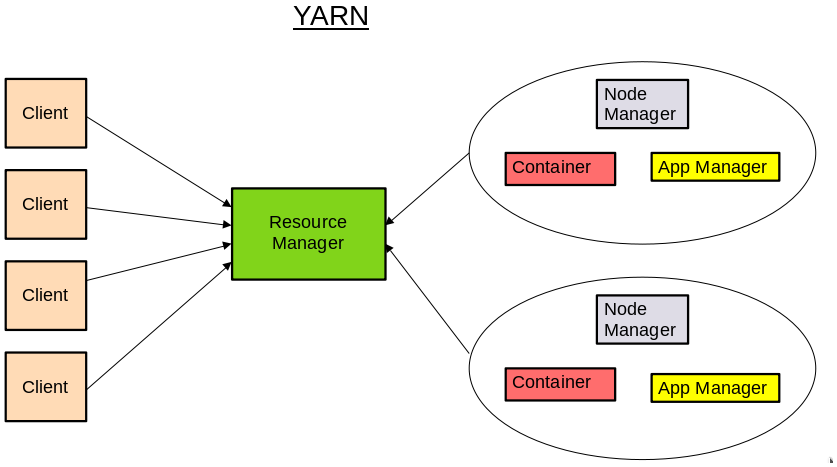 YARN
Client
Client
Client
Client
Resource
Manager
Node
Manager
Container
App Manager
Node
Manager
Container
App Manager